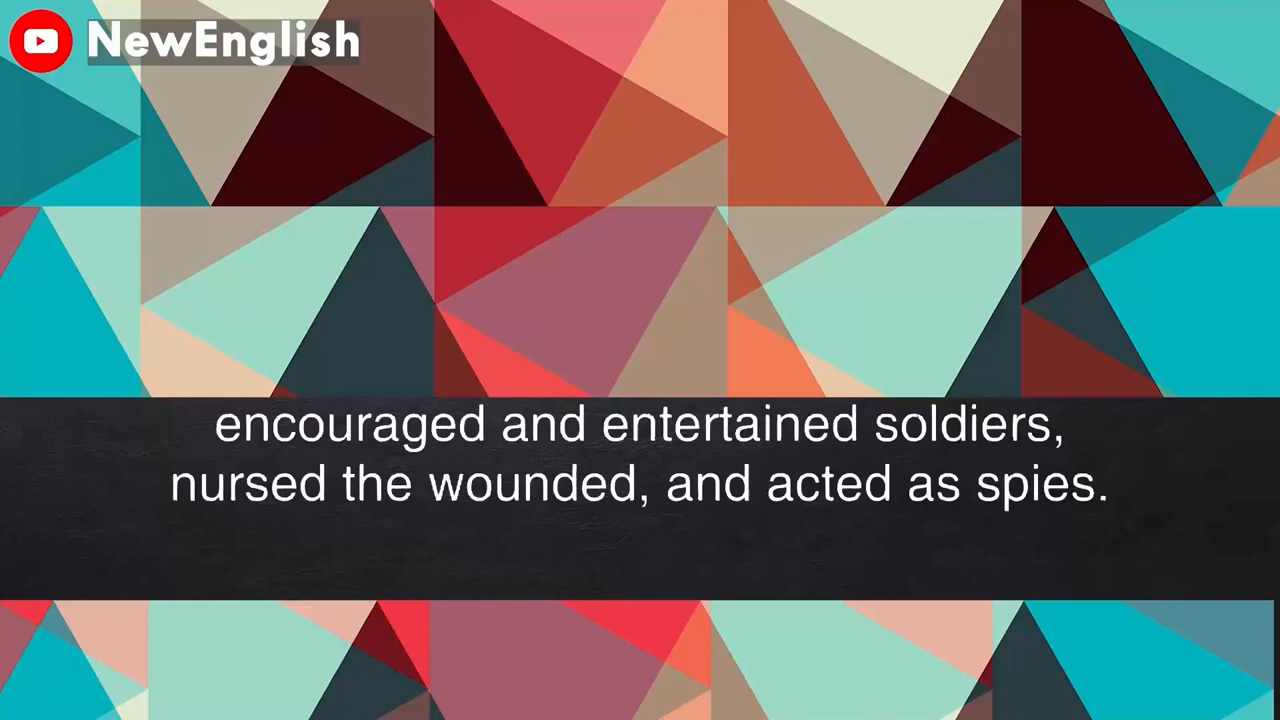 NewEnglish
encouraged and entertained soldiers,
nursed the wounded, and acted as spies.